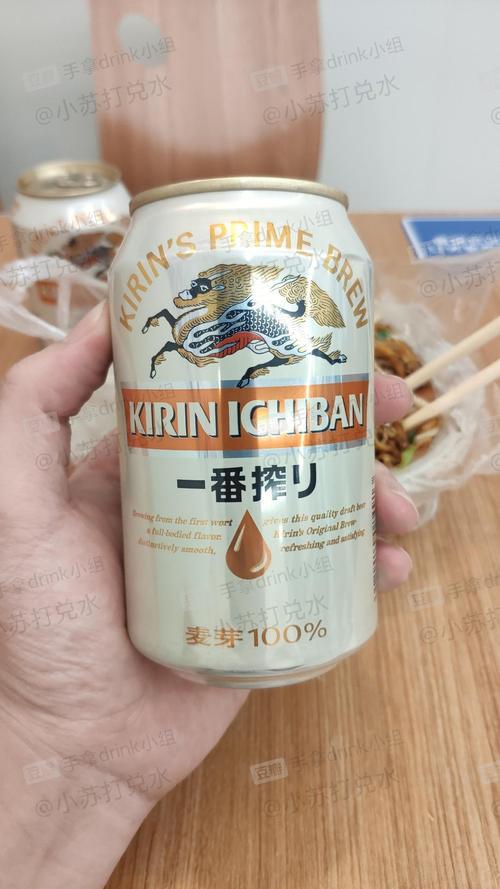 KIRIN'S PRIME BREW
KIRIN ICHIBAN
一番搾り
Brewing from the first wort gives this quality draft beer
a full-bodied flavor. Kirin's Original Brew-
distinctively smooth, refreshing and satisfying
麦芽100%
豆瓣 手拿drink小组
@小苏打兑水